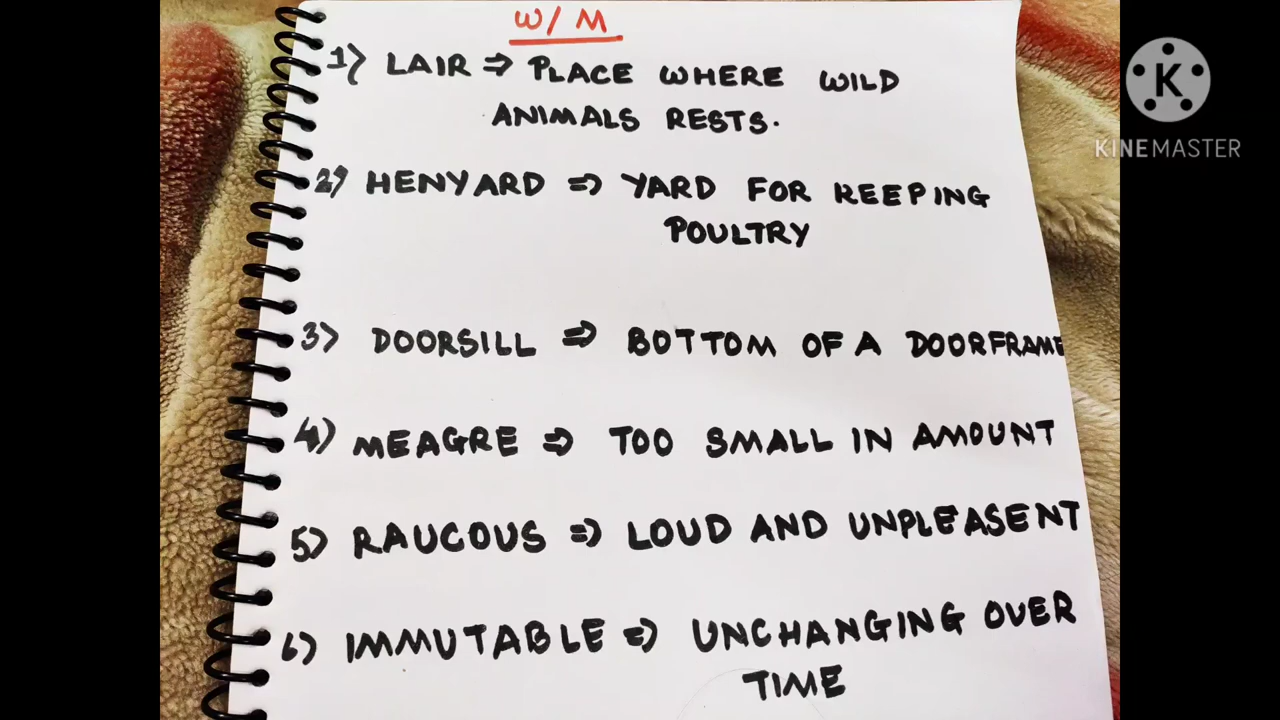 W/M
1) LAIR ⇒ PLACE WHERE WILD
ANIMALS RESTS.
2) HENYARD ⇒ YARD FOR KEEPING
POULTRY
3) DOORSILL ⇒ BOTTOM OF A DOORFRAME
4) MEAGRE ⇒ TOO SMALL IN AMOUNT
5) RAUCOUS ⇒ LOUD AND UNPLEASENT
6) IMMUTABLE ⇒ UNCHANGING OVER
TIME
K
KINEMASTER